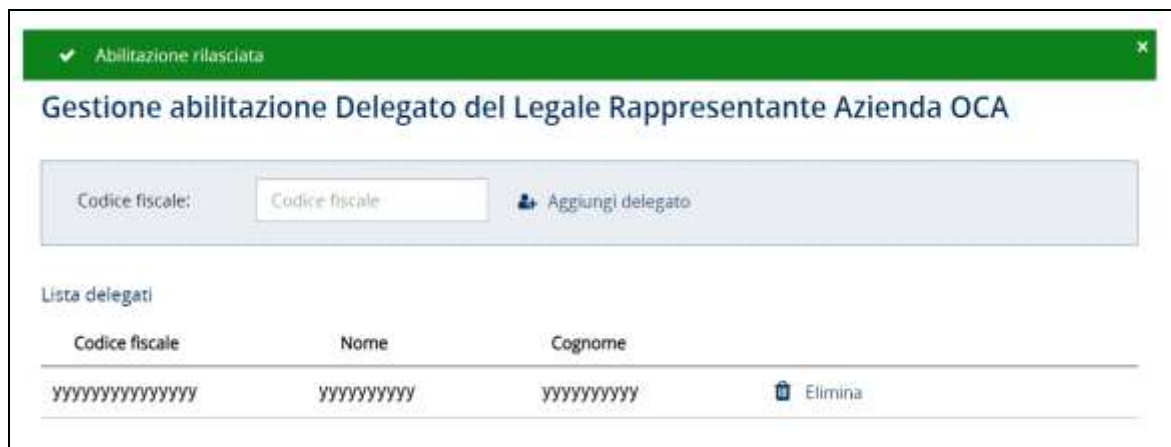 Abilitazione rilasciata
Gestione abilitazione Delegato del Legale Rappresentante Azienda OCA
Codice fiscale: Codice fiscale Aggiungi delegato
Lista delegati
Codice fiscale Nome Cognome
yyyyyyyyyyyyyyy yyyyyyyyyy yyyyyyyyyy Elimina